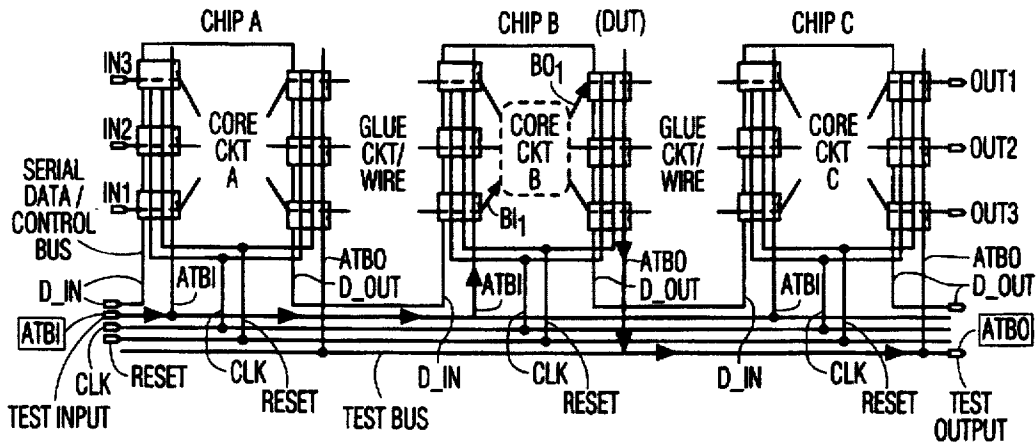 CHIP A
CHIP B
(DUT)
CHIP C
IN3
IN2
IN1
CORE
CKT
A
GLUE
CKT/
WIRE
BO1
CORE
CKT
B
BI1
GLUE
CKT/
WIRE
CORE
CKT
C
OUT1
OUT2
OUT3
SERIAL
DATA /
CONTROL
BUS
D_IN
ATBI
ATBI
CLK
RESET
TEST INPUT
CLK
RESET
ATBO
D_OUT
TEST BUS
D_IN
ATBI
CLK
RESET
ATBO
D_OUT
D_IN
ATBI
CLK
RESET
ATBO
D_OUT
ATBO
TEST
OUTPUT